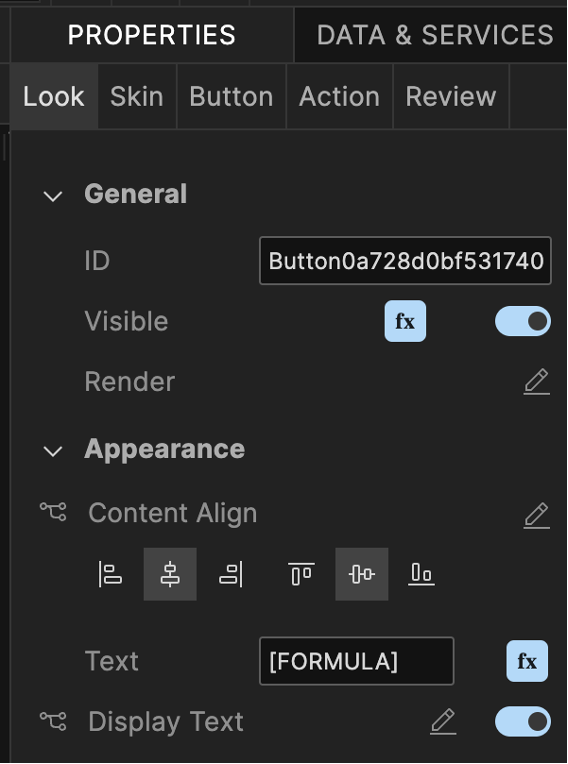 PROPERTIES DATA & SERVICES
Look Skin Button Action Review
General
ID Button0a728d0bf531740
Visible fx
Render
Appearance
Content Align
Text [FORMULA] fx
Display Text